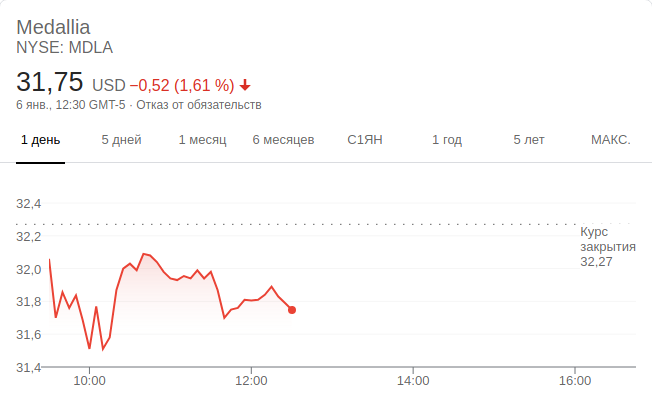 Medallia
NYSE: MDLA
31,75 USD −0,52 (1,61 %)
6 янв., 12:30 GMT-5 · Отказ от обязательств
1 день 5 дней 1 месяц 6 месяцев С1ЯН 1 год 5 лет МАКС.
32,4
32,2
32,0
31,8
31,6
31,4
Курс
закрытия
32,27
10:00 12:00 14:00 16:00